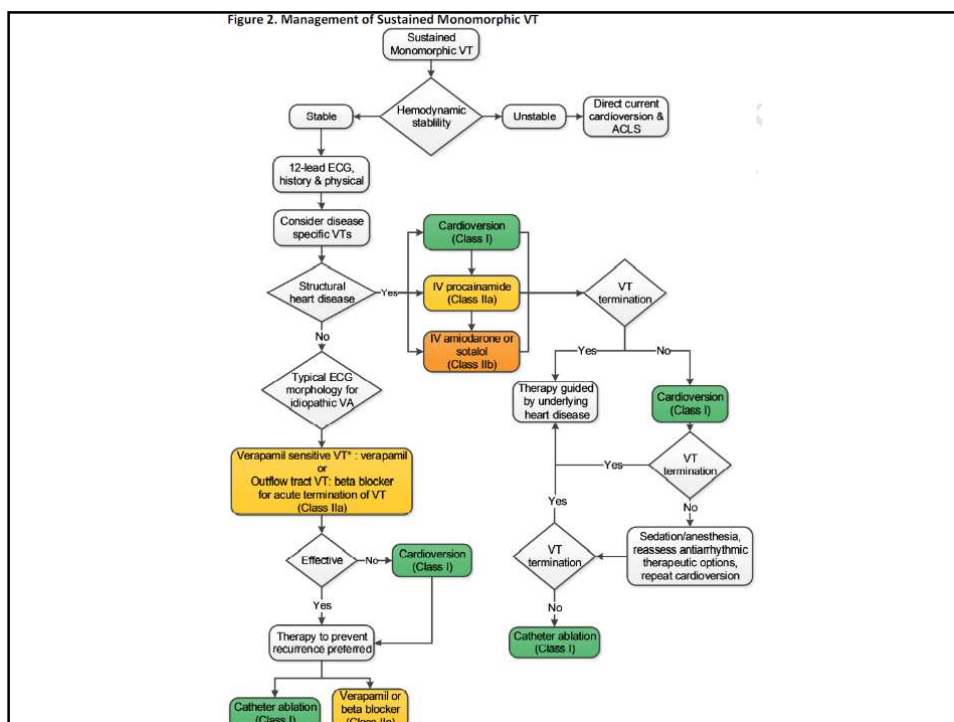 Figure 2. Management of Sustained Monomorphic VT
Sustained
Monomorphic VT
Hemodynamic
stablility
Stable
Unstable
Direct current
cardioversion &
ACLS
12-lead ECG,
history & physical
Consider disease
specific VTs
Structural
heart disease
Yes
Cardioversion
(Class I)
IV procainamide
(Class IIa)
IV amiodarone or
sotalol
(Class IIb)
VT
termination
No
Yes
No
Typical ECG
morphology for
idiopathic VA
Therapy guided
by underlying
heart disease
Cardioversion
(Class I)
Verapamil sensitive VT* : verapamil
or
Outflow tract VT: beta blocker
for acute termination of VT
(Class IIa)
Yes
VT
termination
Yes
No
Effective
No
Cardioversion
(Class I)
VT
termination
Sedation/anesthesia,
reassess antiarrhythmic
therapeutic options,
repeat cardioversion
Yes
No
Therapy to prevent
recurrence preferred
Catheter ablation
(Class I)
Catheter ablation
(Class I)
Verapamil or
beta blocker
(Class IIa)